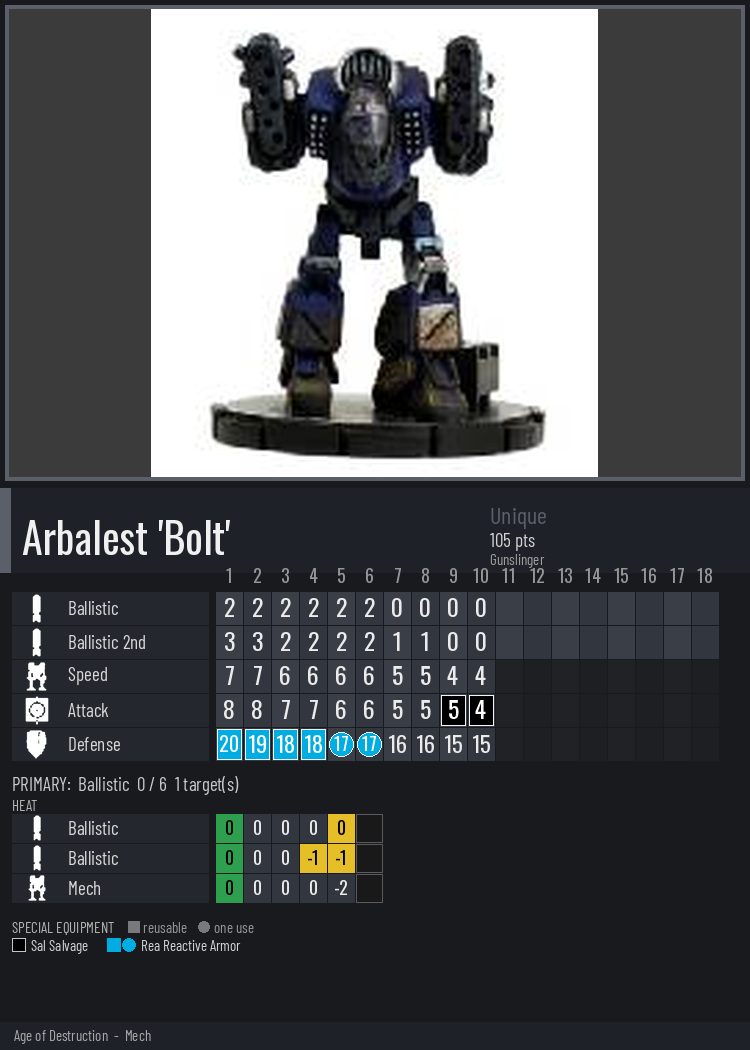 Arbalest 'Bolt'
Unique
105 pts
Gunslinger
1 2 3 4 5 6 7 8 9 10 11 12 13 14 15 16 17 18
Ballistic 2 2 2 2 2 2 0 0 0 0
Ballistic 2nd 3 3 2 2 2 2 1 1 0 0
Speed 7 7 6 6 6 6 5 5 4 4
Attack 8 8 7 7 6 6 5 5 5 4
Defense 20 19 18 18 17 17 16 16 15 15
PRIMARY: Ballistic 0 / 6 1 target(s)
HEAT
Ballistic 0 0 0 0 0
Ballistic 0 0 0 -1 -1
Mech 0 0 0 0 -2
SPECIAL EQUIPMENT reusable one use
Sal Salvage Rea Reactive Armor
Age of Destruction - Mech